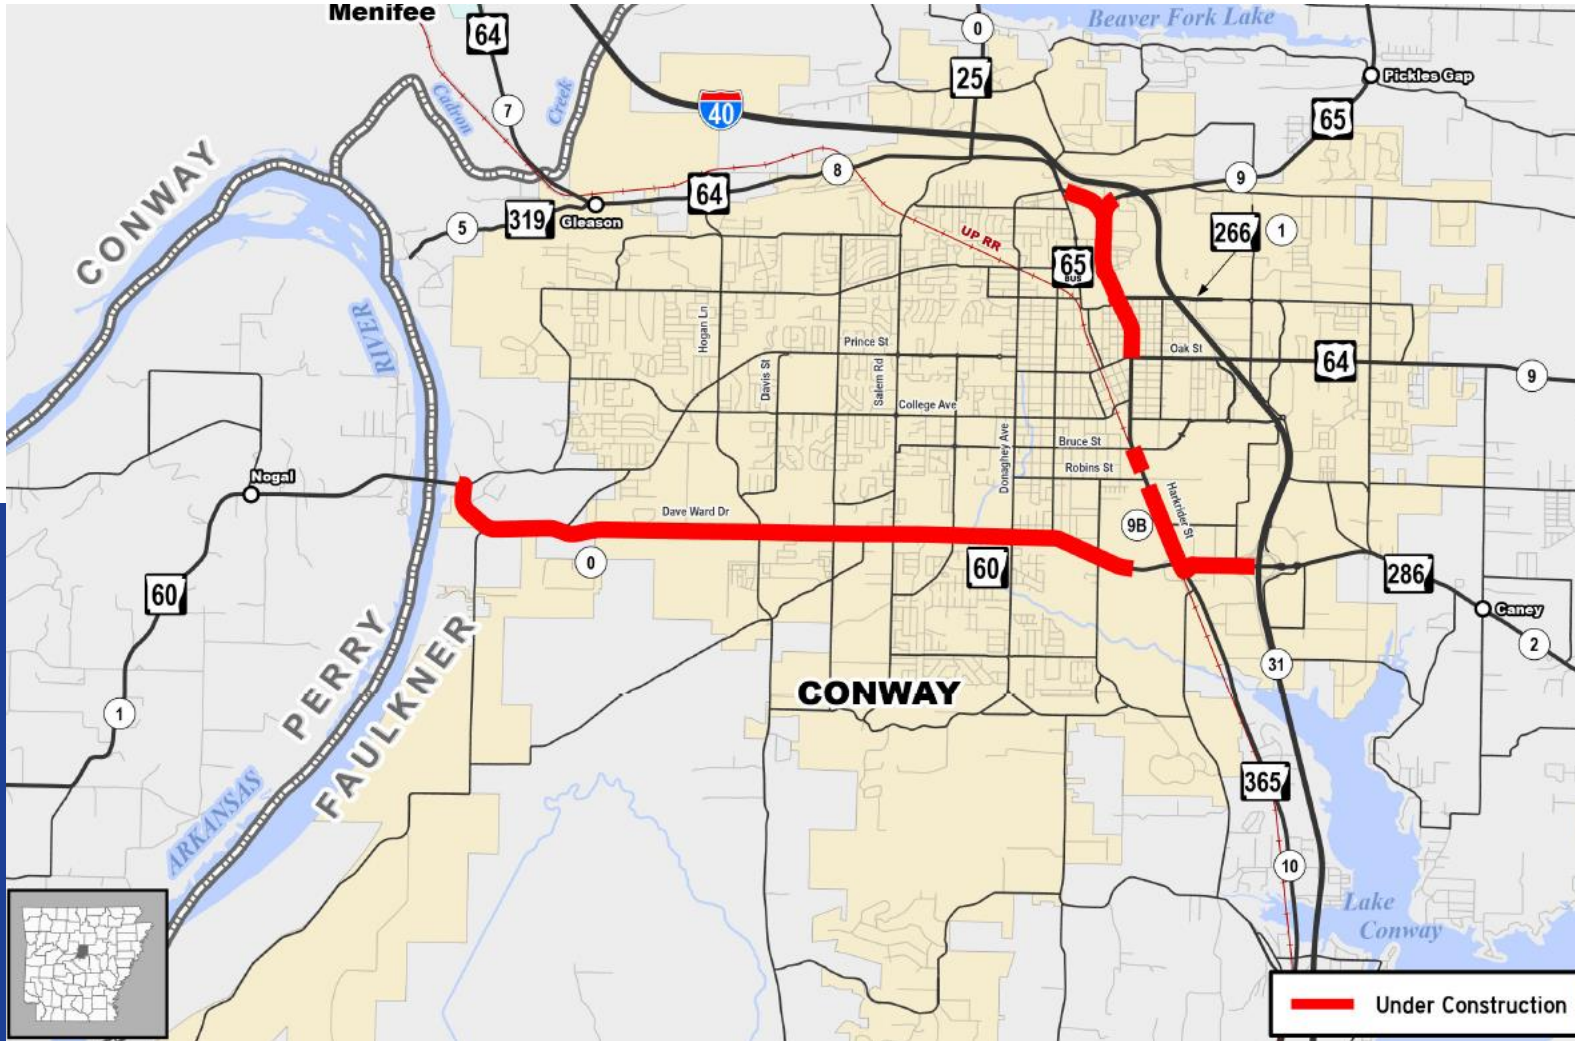 Menifee
64
0
Beaver Fork Lake
25
Pickles Gap
Cadron
Creek
7
40
65
CONWAY
8
9
64
319
Gleason
5
266
1
UP RR
65
BUS
RIVER
Hogan Ln
Prince St
Oak St
64
9
Davis St
Salem Rd
College Ave
Donaghey Ave
Bruce St
Robins St
Nogal
Harkrider St
Dave Ward Dr
9B
0
60
60
286
Caney
2
PERRY
FAULKNER
CONWAY
31
1
ARKANSAS
365
10
Lake
Conway
Under Construction